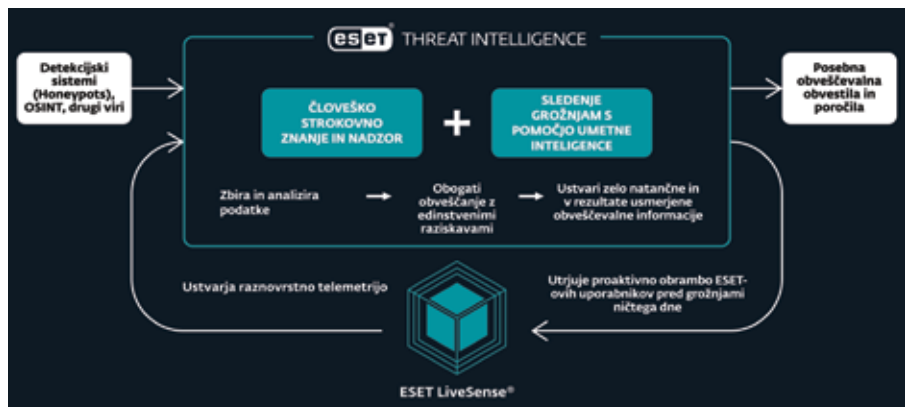 eset THREAT INTELLIGENCE
Detekcijski
sistemi
(Honeypots),
OSINT, drugi viri
ČLOVEŠKO
STROKOVNO
ZNANJE IN NADZOR
+
SLEDENJE
GROŽNJAM S
POMOČJO UMETNE
INTELIGENCE
Posebna
obveščevalna
obvestila in
poročila
Zbira in analizira
podatke
Obogati
obveščanje z
edinstvenimi
raziskavami
Ustvari zelo natančne in
v rezultate usmerjene
obveščevalne informacije
Ustvarja raznovrstno telemetrijo
Utrjuje proaktivno obrambo ESET-
ovih uporabnikov pred grožnjami
ničtega dne
ESET LiveSense®